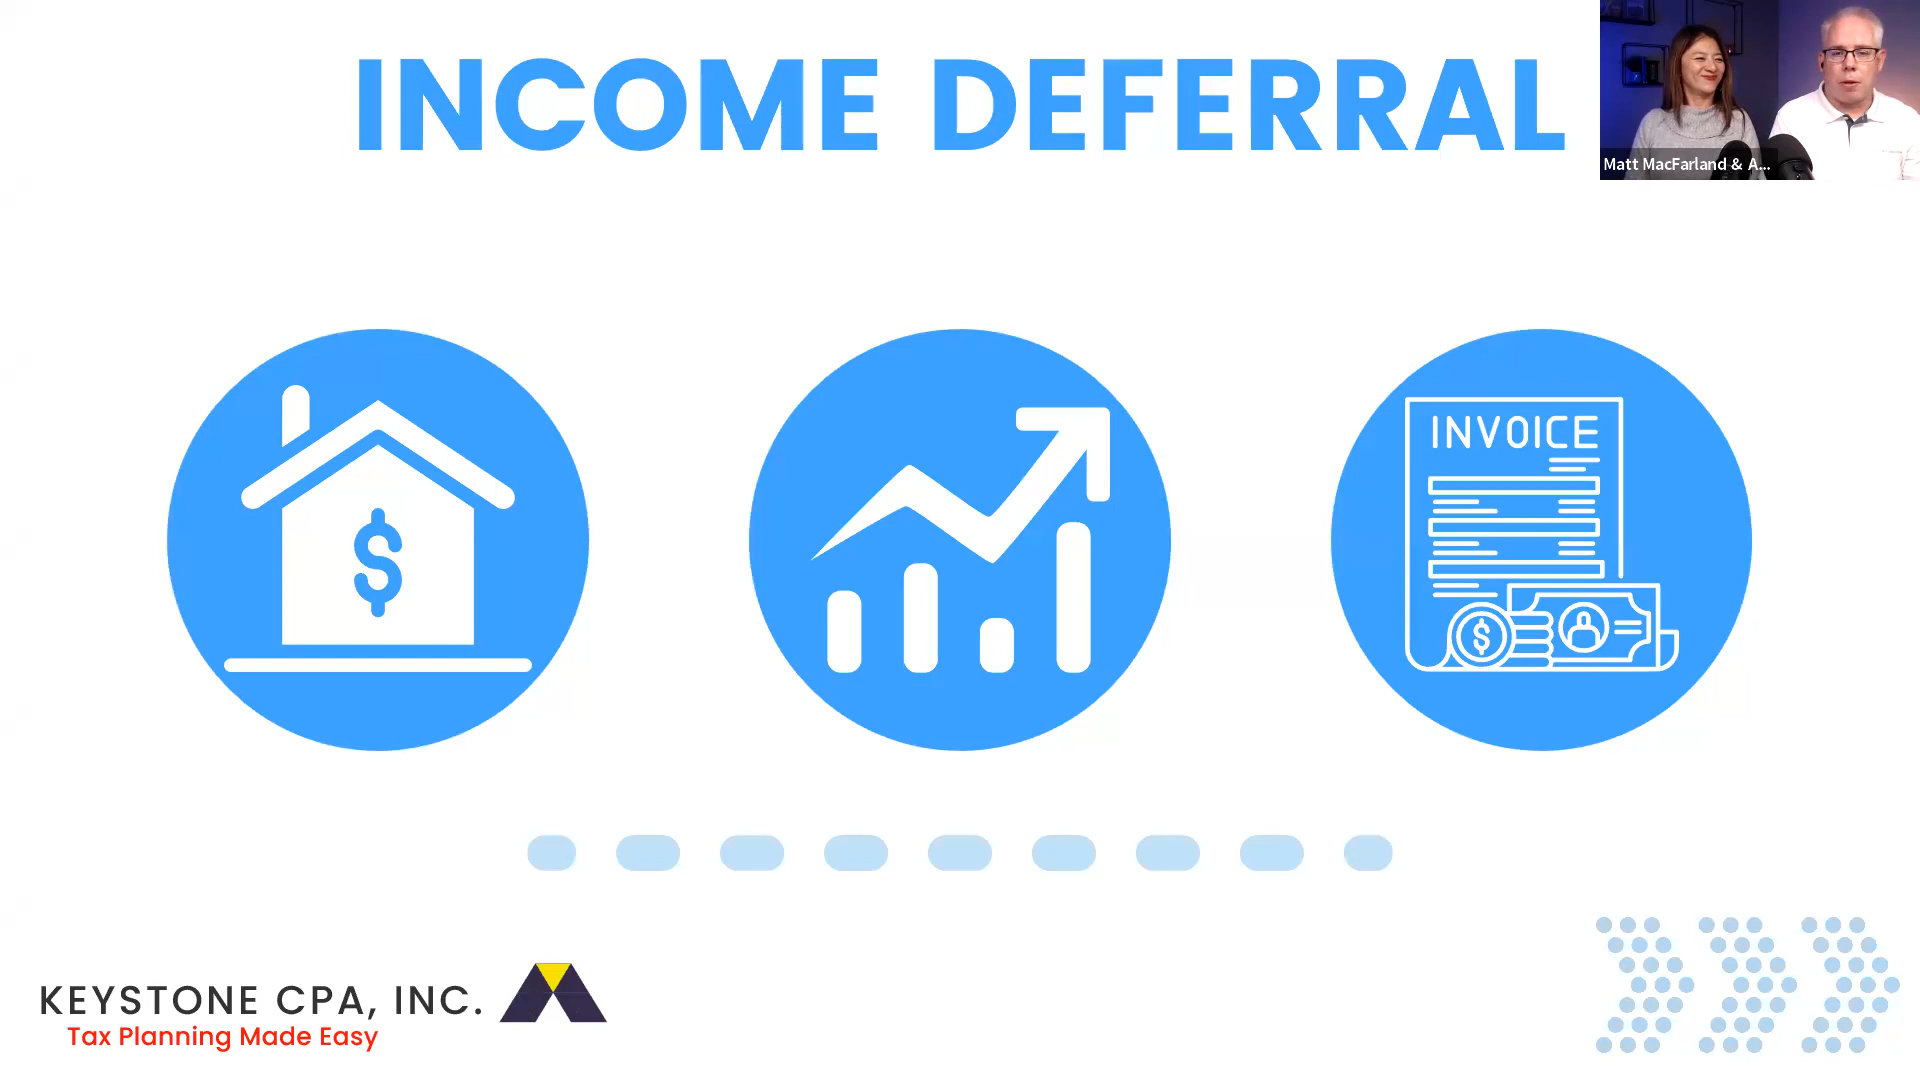 INCOME DEFERRAL
Matt MacFarland & A...
$
INVOICE
$
KEYSTONE CPA, INC.
Tax Planning Made Easy